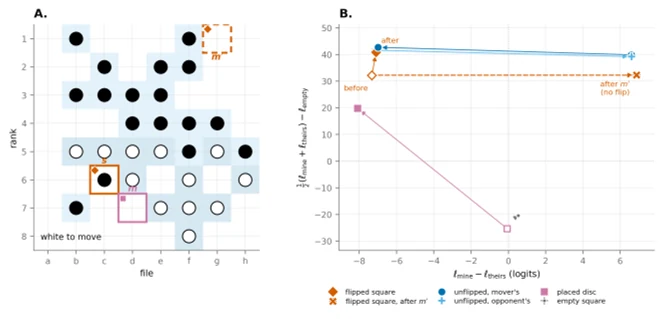 A.
B.
1
2
3
4
5
6
7
8
rank
m′
s
m
white to move
a b c d e f g h
file
50
40
30
20
10
0
−10
−20
−30
½(ℓmine + ℓtheirs) − ℓempty
after
before
after m′
(no flip)
−8 −6 −4 −2 0 2 4 6
ℓmine − ℓtheirs (logits)
flipped square
flipped square, after m′
unflipped, mover's
unflipped, opponent's
placed disc
empty square